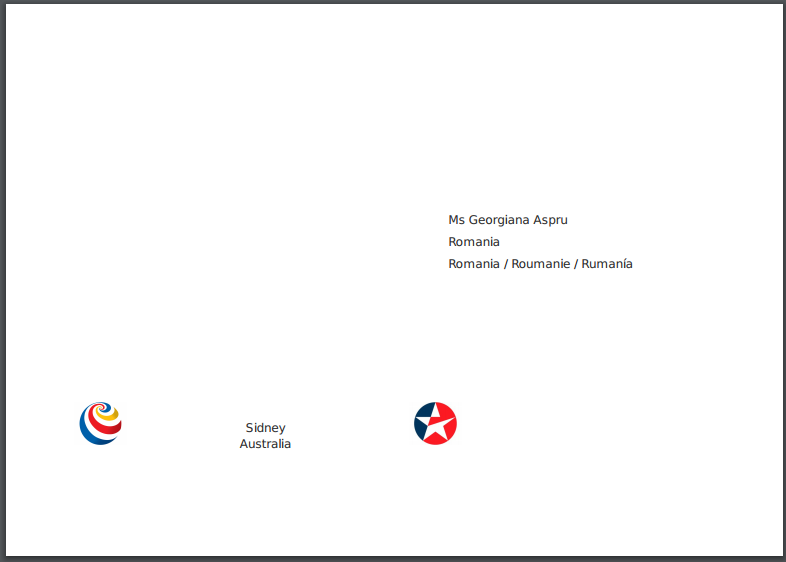 Ms Georgiana Aspru
Romania
Romania / Roumanie / Rumanía
Sidney
Australia